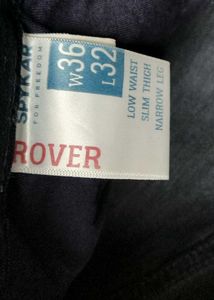 SPYKAR
FOR FREEDOM
W36
L32
LOW WAIST
SLIM THIGH
NARROW LEG
ROVER